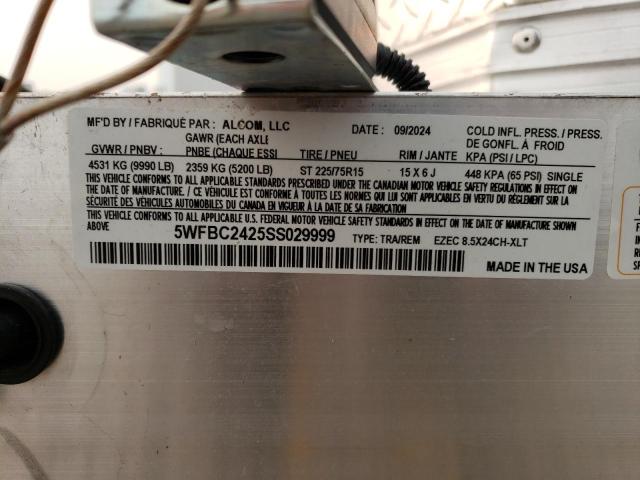 MF'D BY / FABRIQUÉ PAR : ALCOM, LLC DATE : 09/2024 COLD INFL. PRESS. / PRESS.
GAWR (EACH AXLE DE GONFL. À FROID
GVWR / PNBV : PNBE (CHAQUE ESSI TIRE / PNEU RIM / JANTE KPA (PSI / LPC)
4531 KG (9990 LB) 2359 KG (5200 LB) ST 225/75R15 15 X 6 J 448 KPA (65 PSI) SINGLE
THIS VEHICLE CONFORMS TO ALL APPLICABLE STANDARDS PRESCRIBED UNDER THE CANADIAN MOTOR VEHICLE SAFETY REGULATIONS IN EFFECT ON
THE DATE OF MANUFACTURE. / CE VÉHICULE EST CONFORME À TOUTES LES NORMES QUI LUI SONT APPLICABLES EN VERTU DU RÈGLEMENT SUR LA
SÉCURITÉ DES VÉHICULES AUTOMOBILES DU CANADA EN VIGUEUR À LA DATE DE SA FABRICATION.
THIS VEHICLE CONFORMS TO ALL APPLICABLE U.S. FEDERAL MOTOR VEHICLE SAFETY STANDARDS IN EFFECT ON THE DATE OF MANUFACTURE SHOWN
ABOVE
5WFBC2425SS029999 TYPE: TRA/REM EZEC 8.5X24CH-XLT
MADE IN THE USA